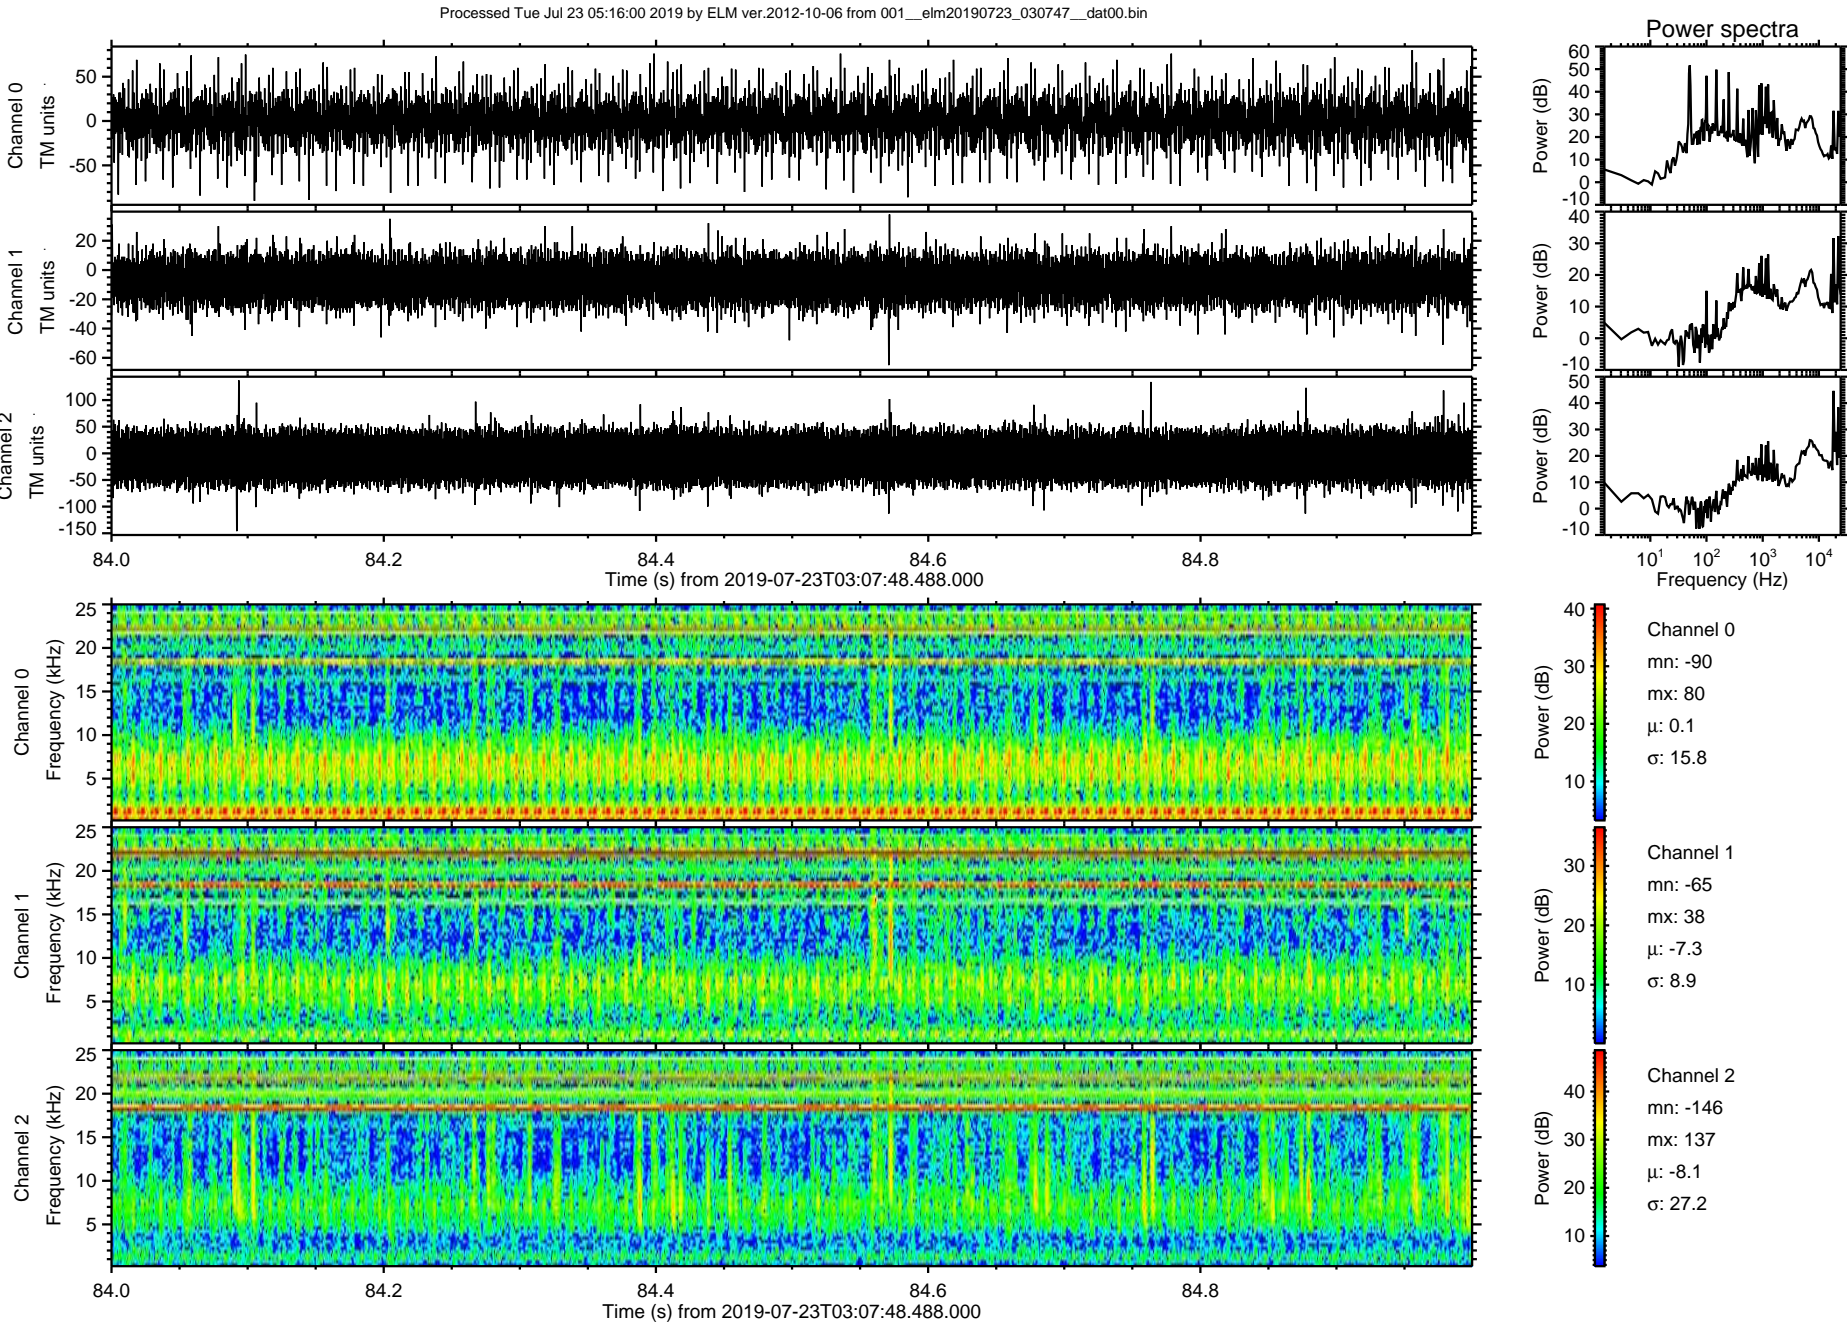 Processed Tue Jul 23 05:16:00 2019 by ELM ver.2012-10-06 from 001__elm20190723_030747__dat00.bin
Power spectra
Channel 0
TM units
50
0
-50
Power (dB)
60
50
40
30
20
10
0
-10
Channel 1
TM units
20
0
-20
-40
-60
Power (dB)
40
30
20
10
0
-10
Channel 2
TM units
100
50
0
-50
-100
-150
Power (dB)
50
40
30
20
10
0
-10
84.0 84.2 84.4 84.6 84.8
Time (s) from 2019-07-23T03:07:48.488.000
10¹ 10² 10³ 10⁴
Frequency (Hz)
Channel 0
Frequency (kHz)
25
20
15
10
5
Power (dB)
40
30
20
10
Channel 0
mn: -90
mx: 80
μ: 0.1
σ: 15.8
Channel 1
Frequency (kHz)
25
20
15
10
5
Power (dB)
30
20
10
Channel 1
mn: -65
mx: 38
μ: -7.3
σ: 8.9
Channel 2
Frequency (kHz)
25
20
15
10
5
Power (dB)
40
30
20
10
Channel 2
mn: -146
mx: 137
μ: -8.1
σ: 27.2
84.0 84.2 84.4 84.6 84.8
Time (s) from 2019-07-23T03:07:48.488.000